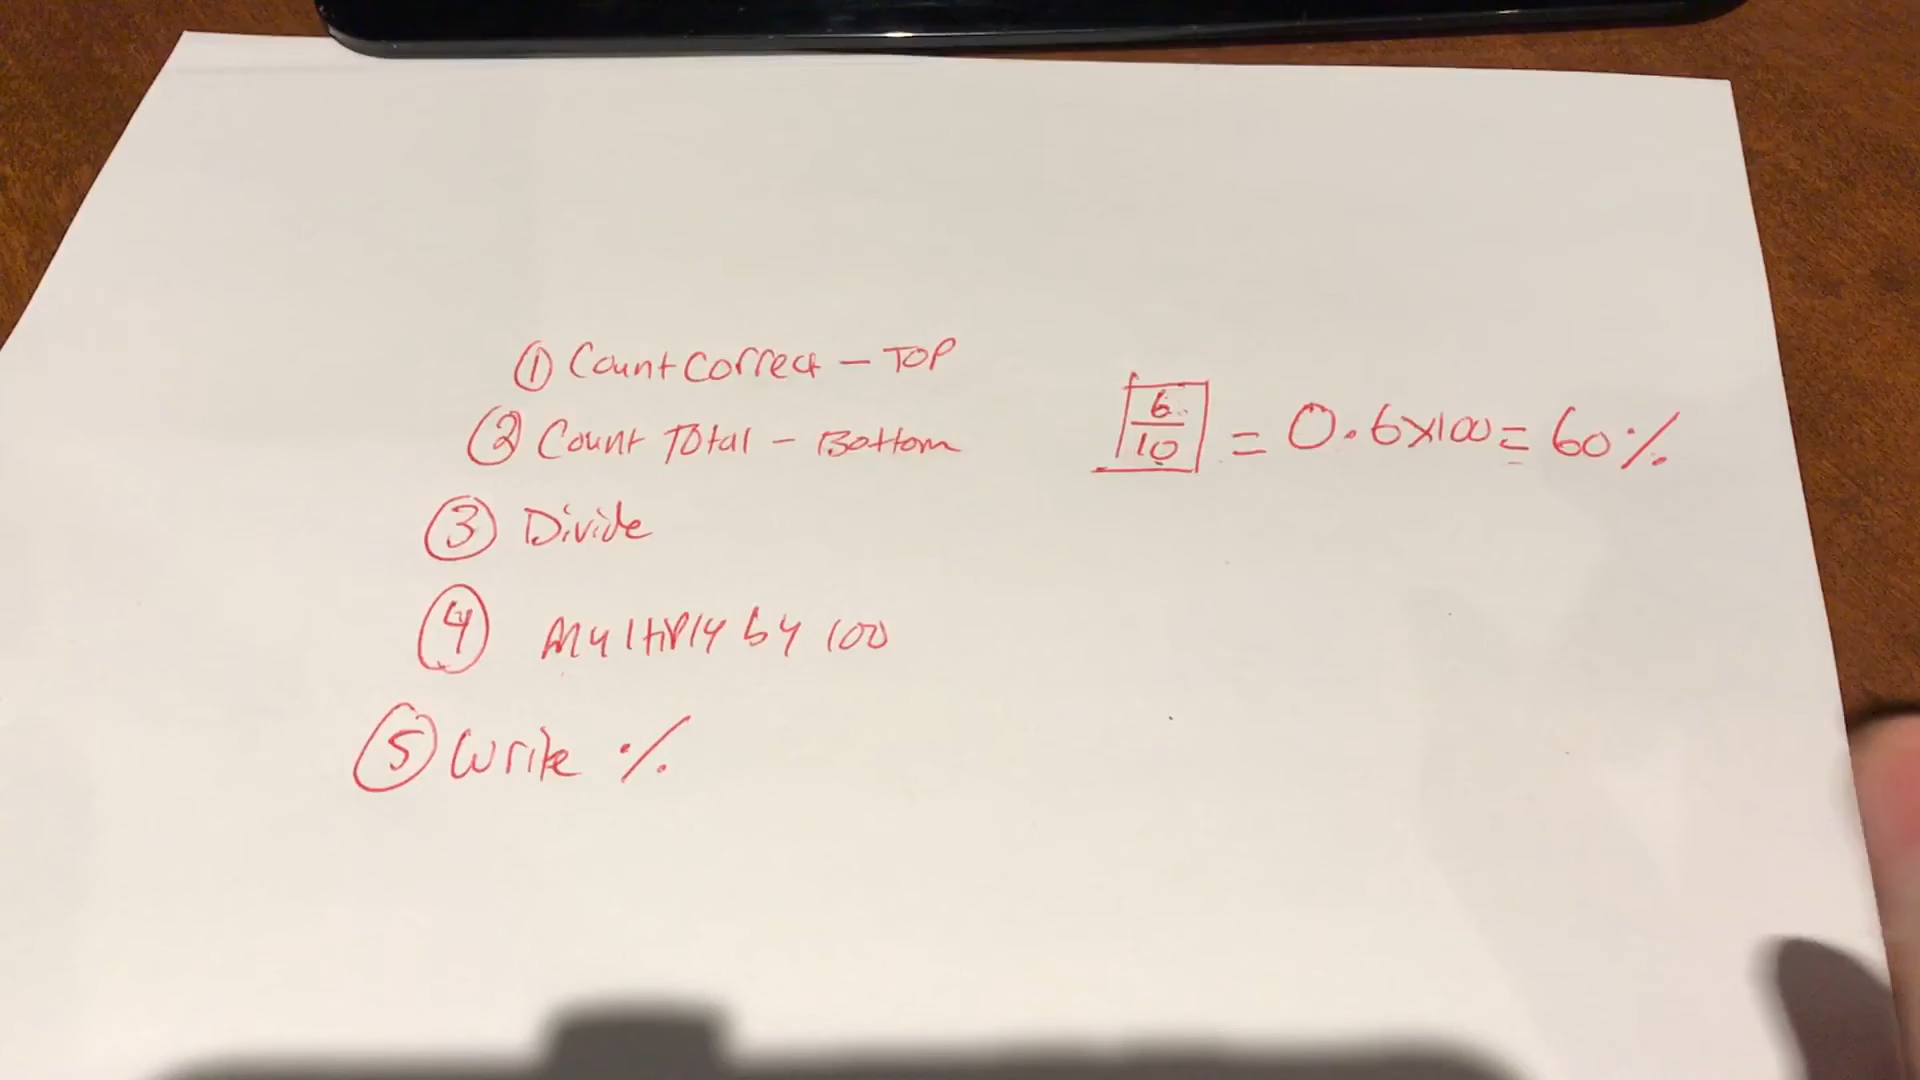 ① Count Correct - TOP
② Count Total - Bottom
③ Divide
④ Multiply by 100
⑤ Write %
6/10 = 0.6x100 = 60%